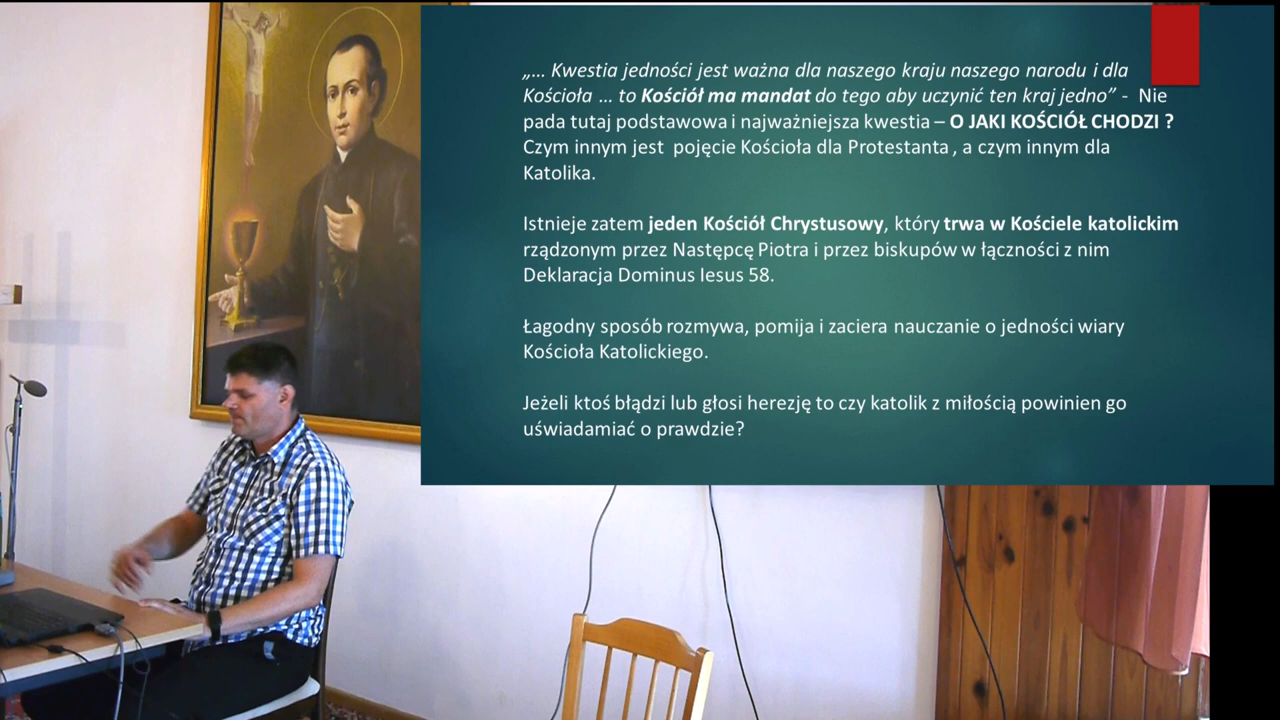 „… Kwestia jedności jest ważna dla naszego kraju naszego narodu i dla
Kościoła … to Kościół ma mandat do tego aby uczynić ten kraj jedno” - Nie
pada tutaj podstawowa i najważniejsza kwestia – O JAKI KOŚCIÓŁ CHODZI ?
Czym innym jest pojęcie Kościoła dla Protestanta , a czym innym dla
Katolika.
Istnieje zatem jeden Kościół Chrystusowy, który trwa w Kościele katolickim
rządzonym przez Następcę Piotra i przez biskupów w łączności z nim
Deklaracja Dominus Iesus 58.
Łagodny sposób rozmywa, pomija i zaciera nauczanie o jedności wiary
Kościoła Katolickiego.
Jeżeli ktoś błądzi lub głosi herezję to czy katolik z miłością powinien go
uświadamiać o prawdzie?